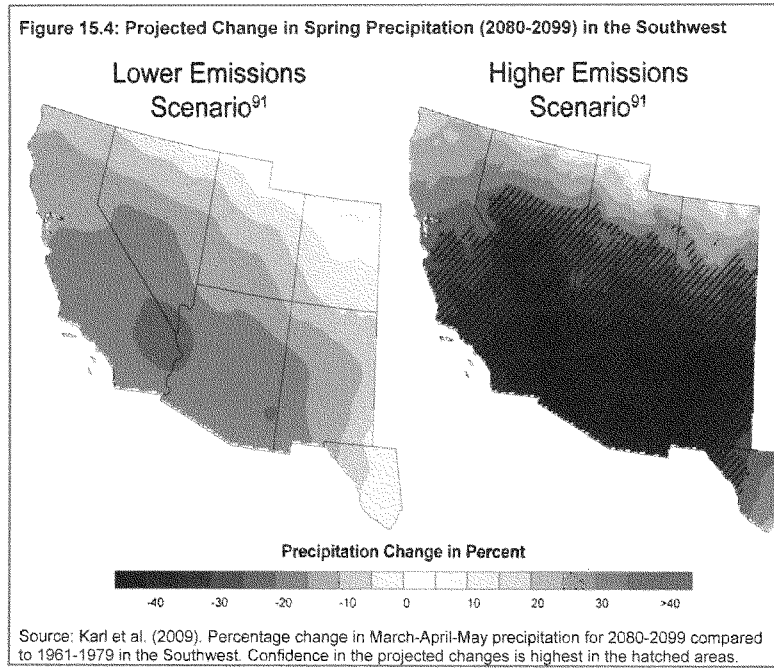 Figure 15.4: Projected Change in Spring Precipitation (2080-2099) in the Southwest
Lower Emissions
Scenario91
Higher Emissions
Scenario91
Precipitation Change in Percent
-40 -30 -20 -10 0 10 20 30 >40
Source: Karl et al. (2009). Percentage change in March-April-May precipitation for 2080-2099 compared
to 1961-1979 in the Southwest. Confidence in the projected changes is highest in the hatched areas.